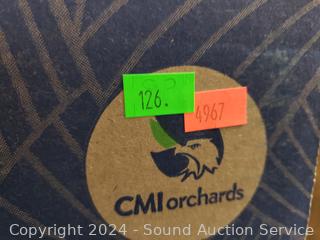 126.
4967
CMI orchards
Copyright 2024 - Sound Auction Service